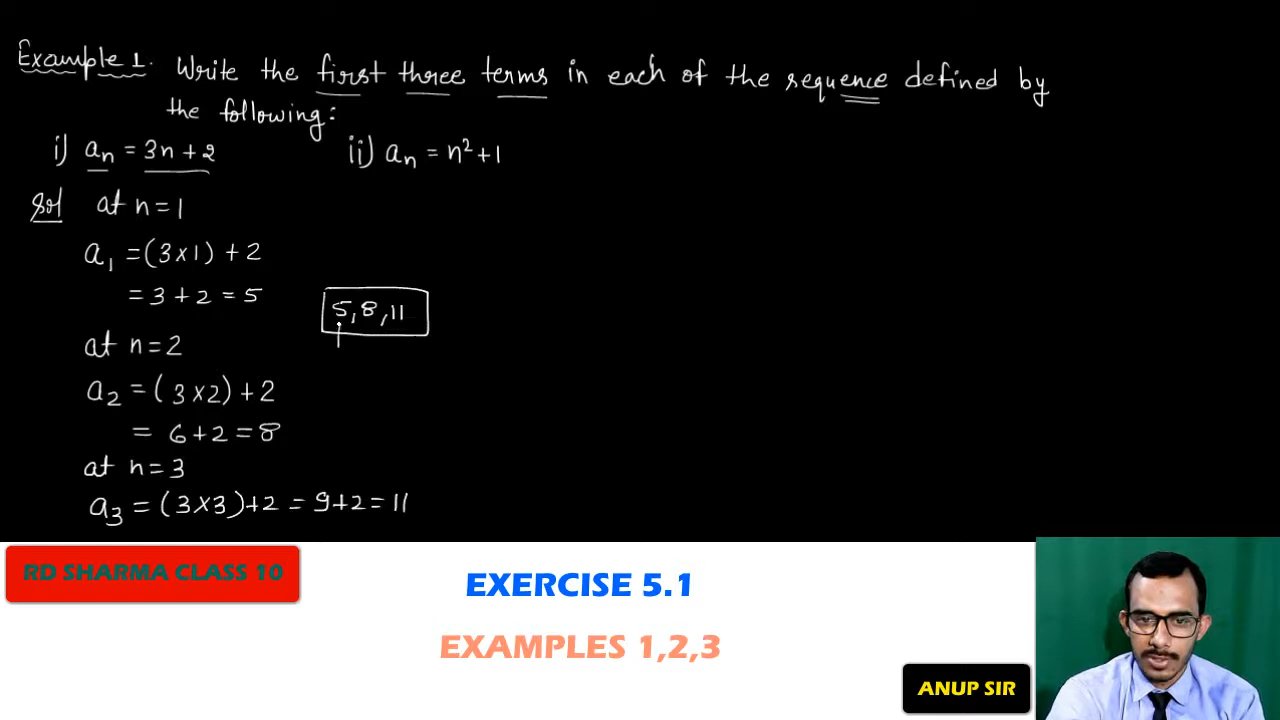 Example 1. Write the first three terms in each of the sequence defined by
the following:
i) aₙ = 3n + 2 ii) aₙ = n² + 1
Sol at n = 1
a₁ = (3 × 1) + 2
= 3 + 2 = 5
5, 8, 11
at n = 2
a₂ = (3 × 2) + 2
= 6 + 2 = 8
at n = 3
a₃ = (3 × 3) + 2 = 9 + 2 = 11
RD SHARMA CLASS 10
EXERCISE 5.1
EXAMPLES 1,2,3
ANUP SIR